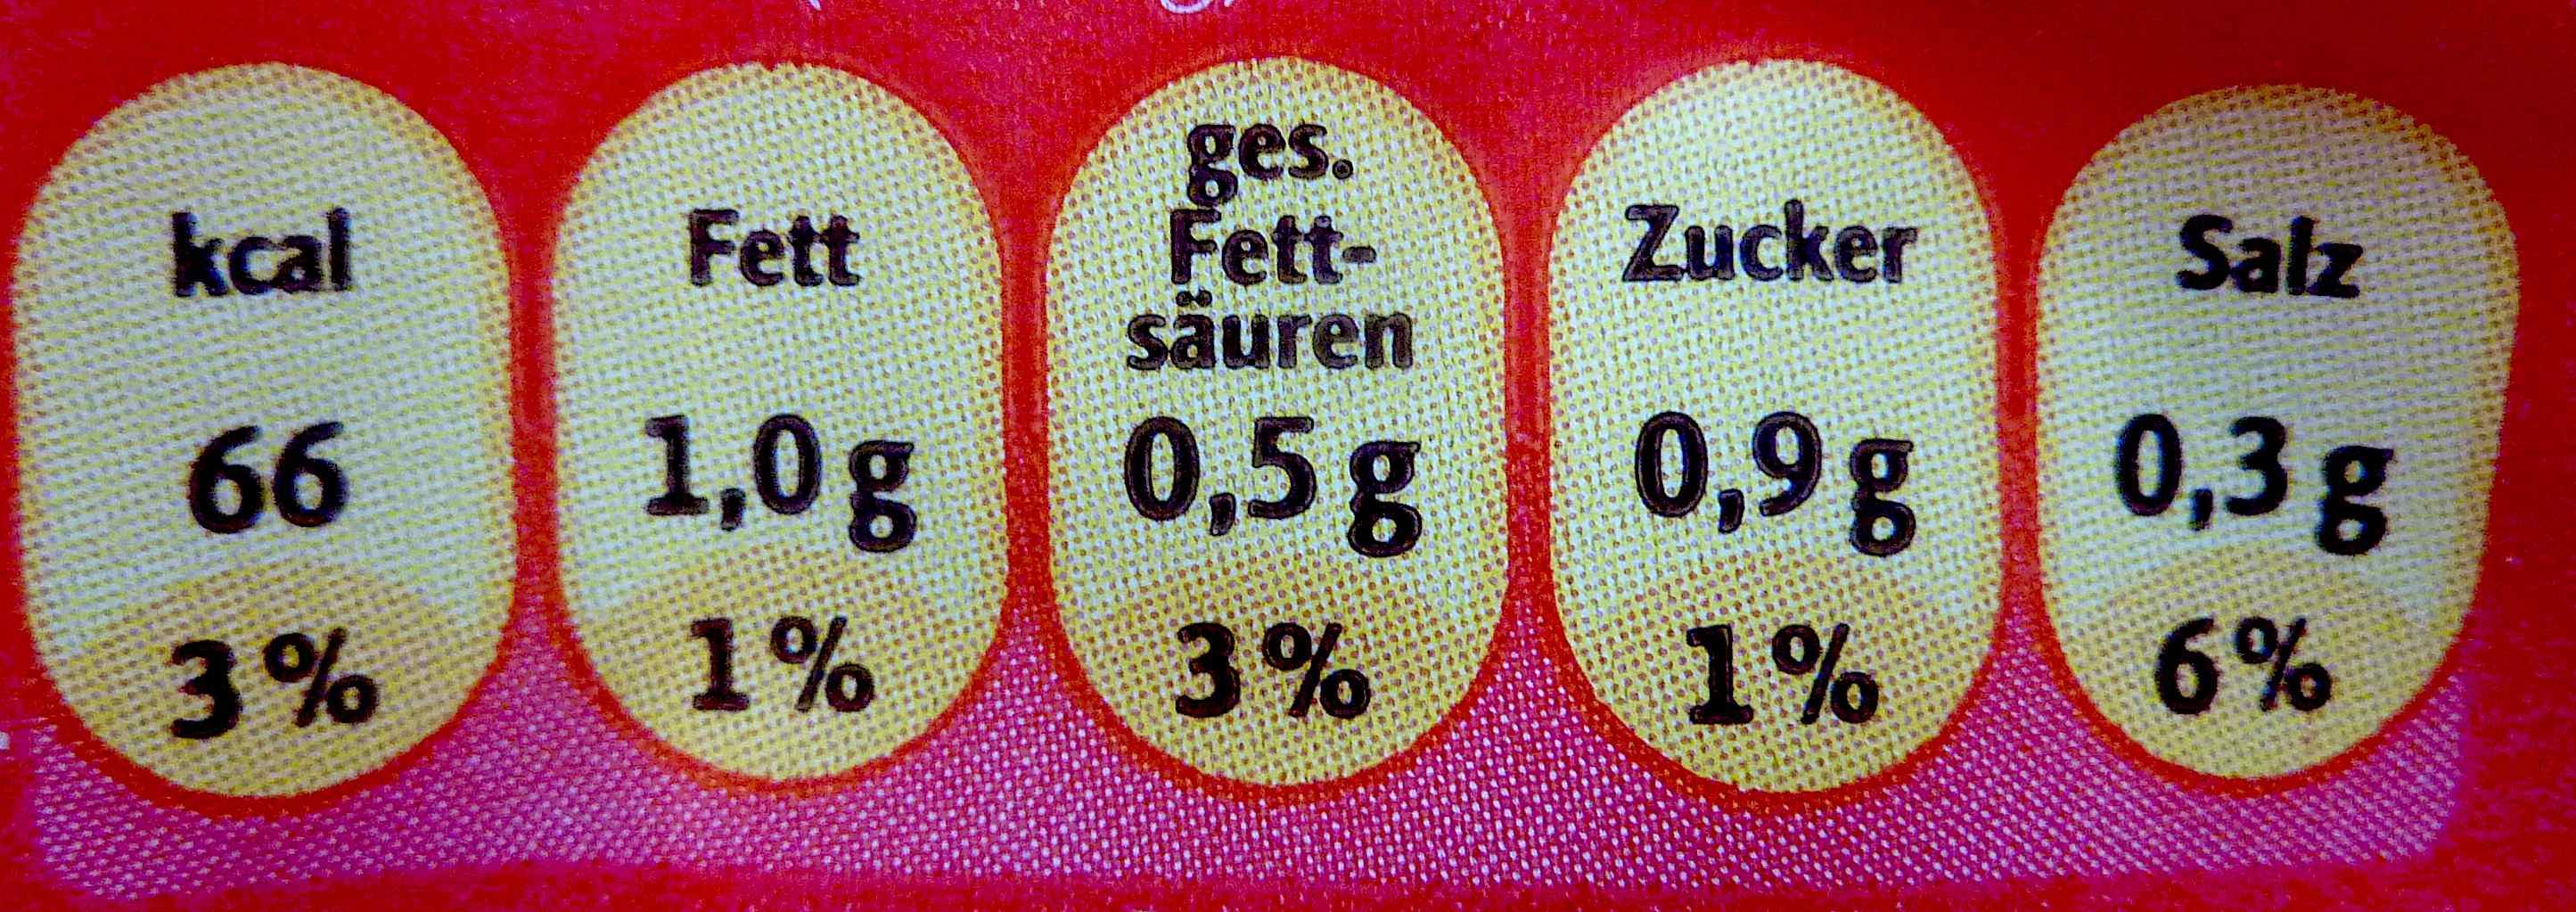 kcal
66
3%
Fett
1,0 g
1%
ges.
Fett-
säuren
0,5 g
3%
Zucker
0,9 g
1%
Salz
0,3 g
6%